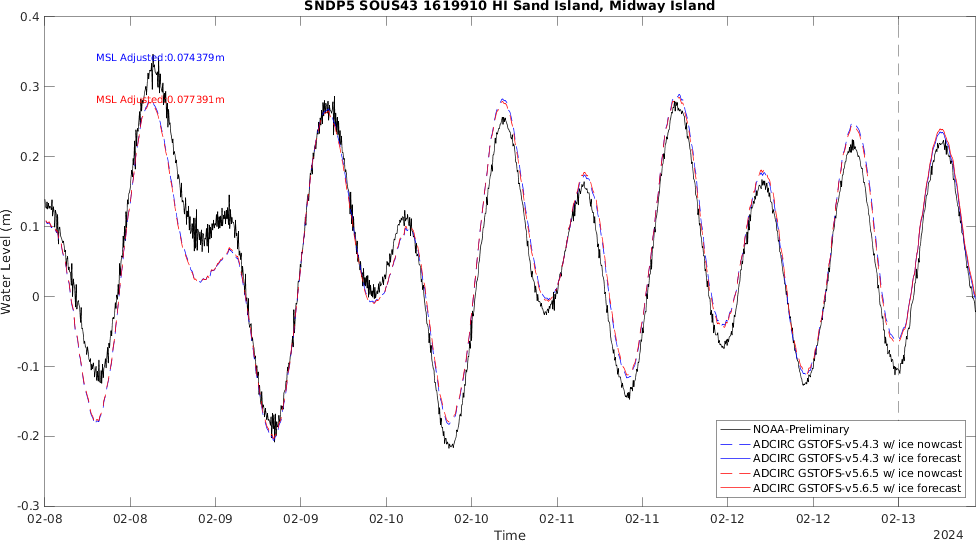 SNDP5 SOUS43 1619910 HI Sand Island, Midway Island
0.4
0.3
0.2
0.1
0
-0.1
-0.2
-0.3
Water Level (m)
MSL Adjusted:0.074379m
MSL Adjusted:0.077391m
NOAA-Preliminary
ADCIRC GSTOFS-v5.4.3 w/ ice nowcast
ADCIRC GSTOFS-v5.4.3 w/ ice forecast
ADCIRC GSTOFS-v5.6.5 w/ ice nowcast
ADCIRC GSTOFS-v5.6.5 w/ ice forecast
02-08 02-08 02-09 02-09 02-10 02-10 02-11 02-11 02-12 02-12 02-13
Time
2024